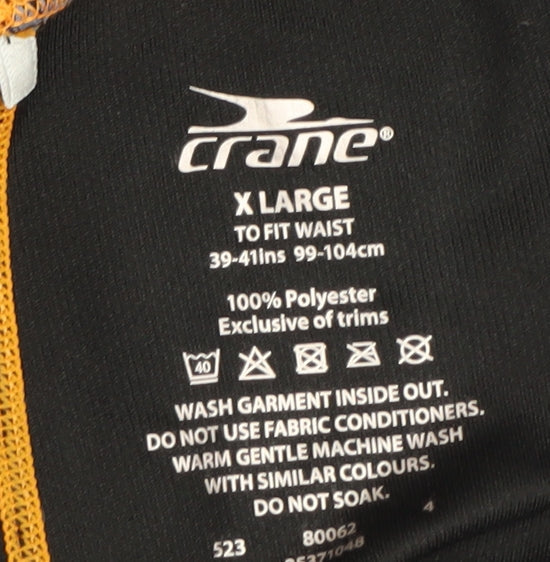 crane®
X LARGE
TO FIT WAIST
39-41ins 99-104cm
100% Polyester
Exclusive of trims
40
WASH GARMENT INSIDE OUT.
DO NOT USE FABRIC CONDITIONERS.
WARM GENTLE MACHINE WASH
WITH SIMILAR COLOURS.
DO NOT SOAK.
523 80062 4